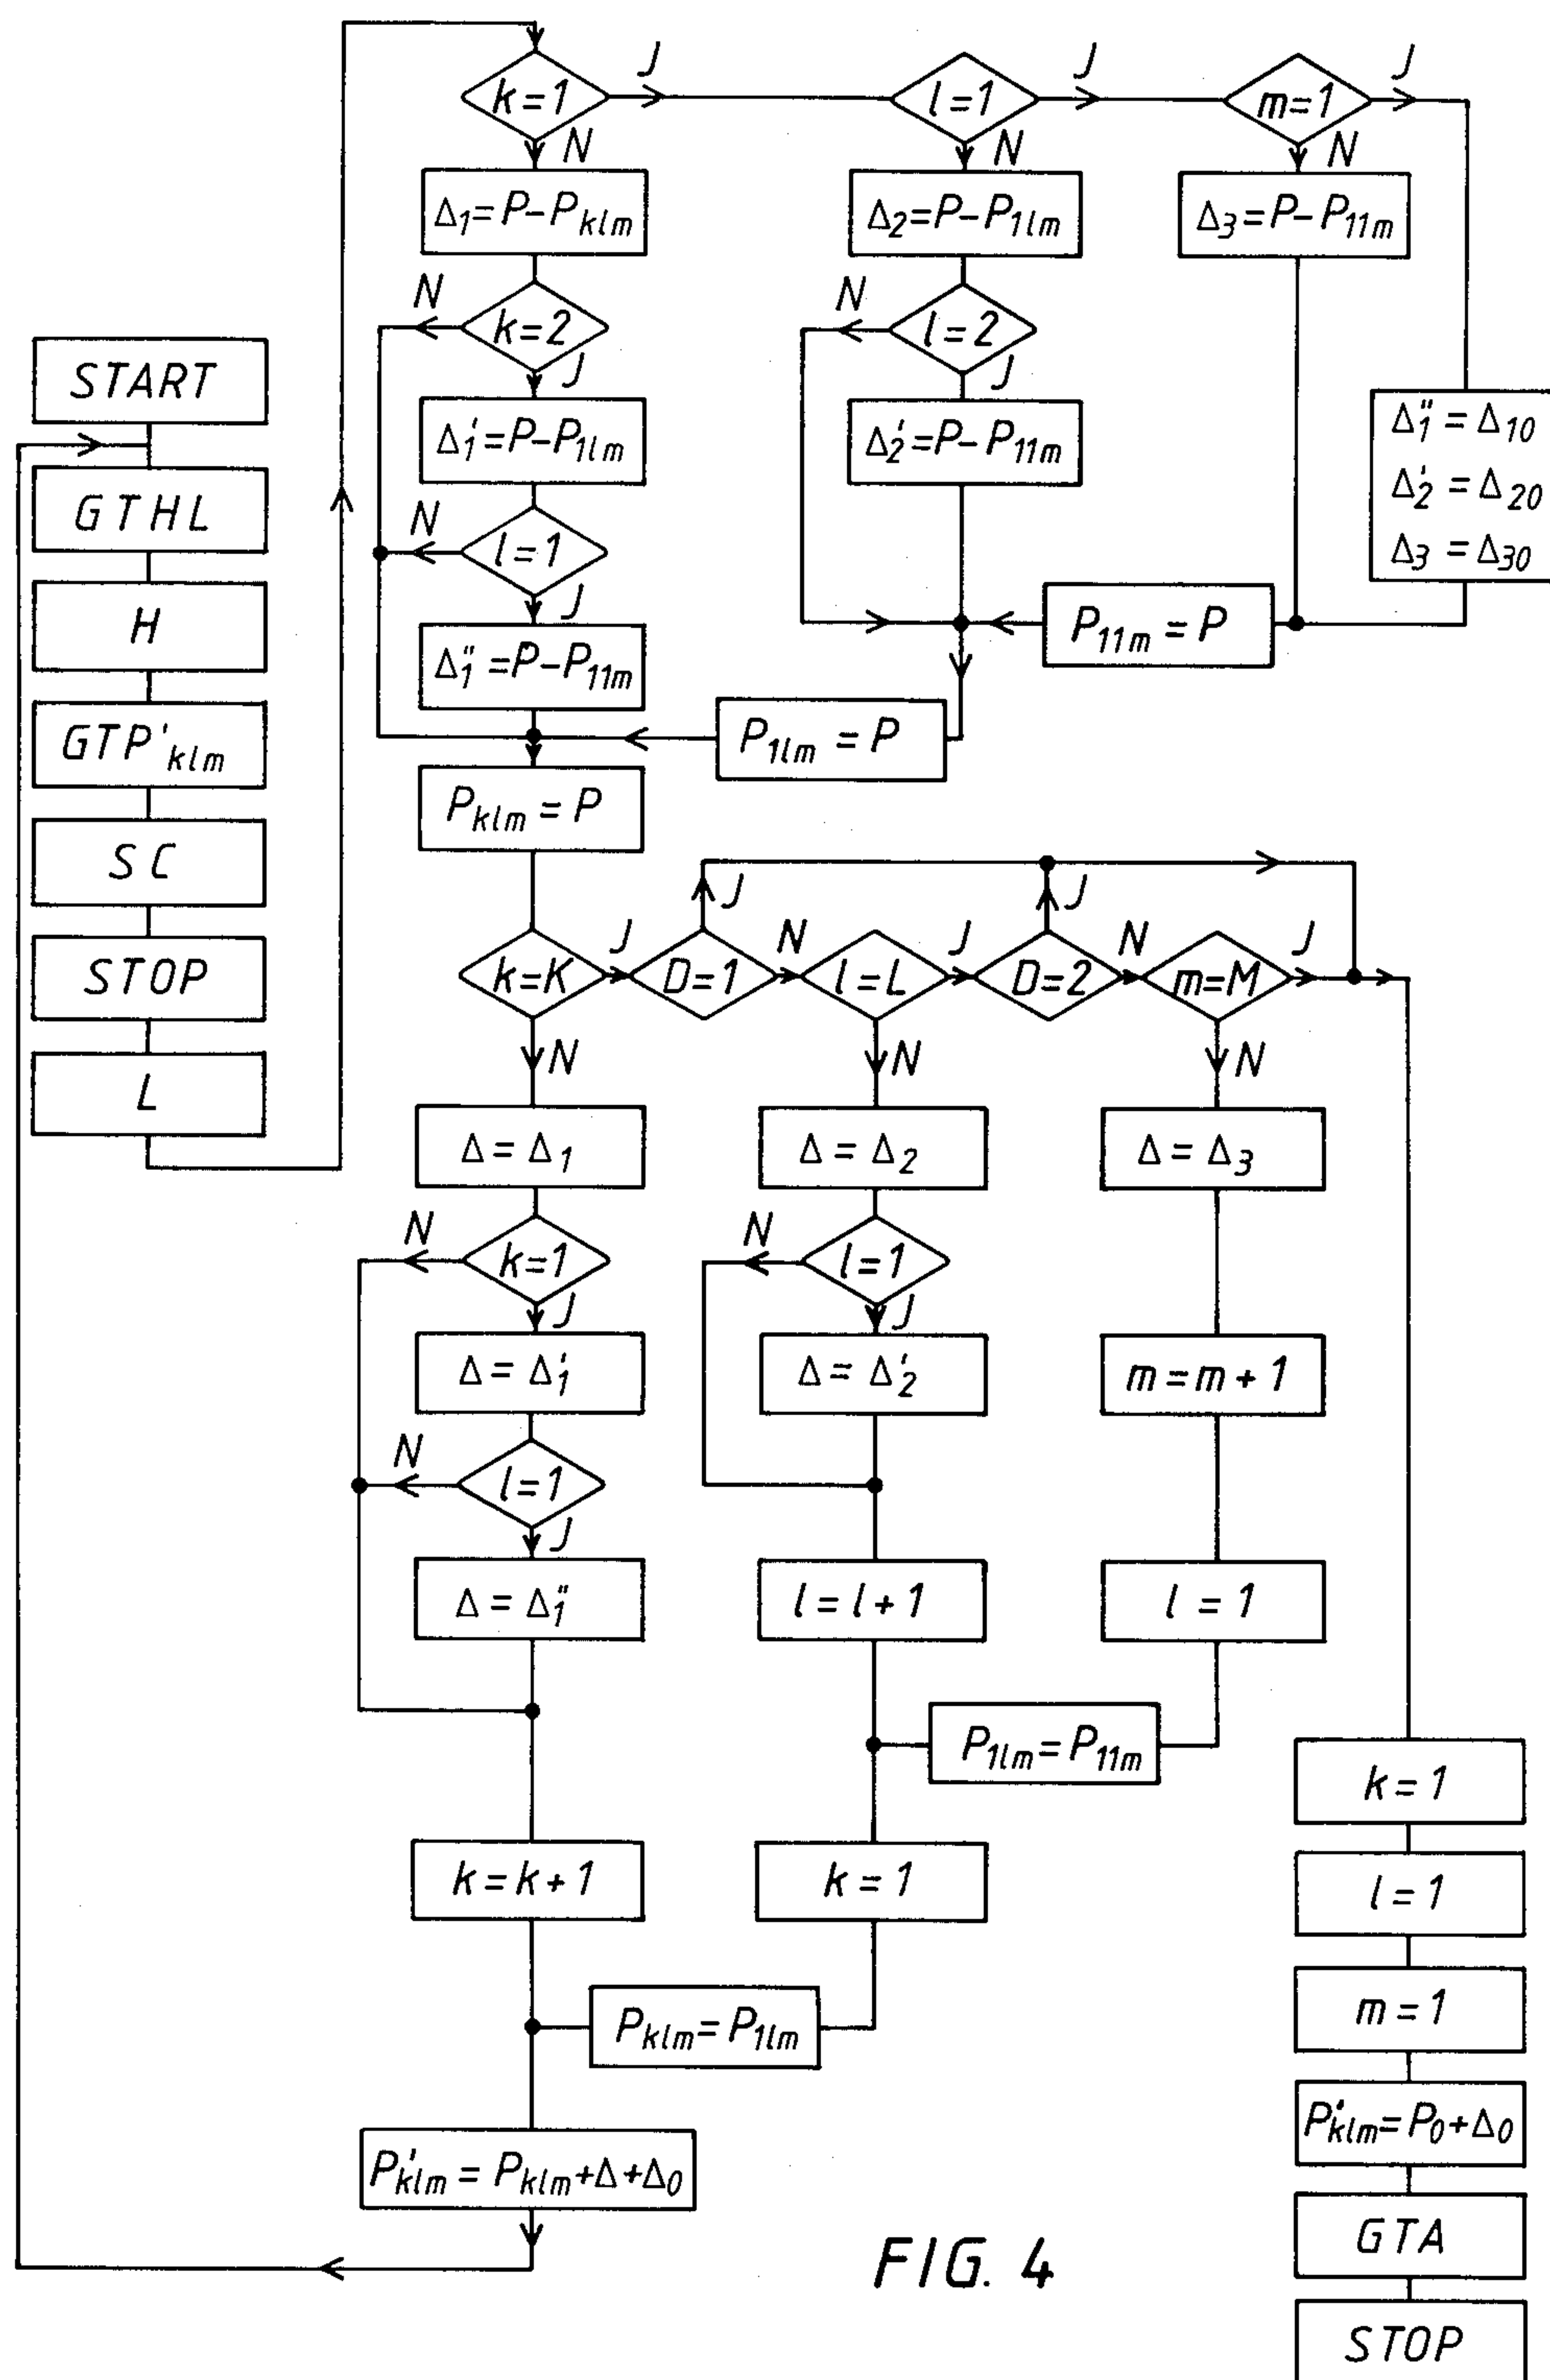 START
GTHL
H
GTP'klm
SC
STOP
L
k=1
J
N
Δ1=P-Pklm
N
k=2
J
Δ1'=P-P1lm
N
l=1
J
Δ1''=P-P11m
l=1
J
N
Δ2=P-P1lm
N
l=2
J
Δ2'=P-P11m
m=1
J
N
Δ3=P-P11m
Δ1''=Δ10
Δ2'=Δ20
Δ3=Δ30
P11m=P
P1lm=P
Pklm=P
k=K
J
N
D=1
J
N
l=L
J
N
D=2
J
N
m=M
J
N
Δ=Δ1
N
k=1
J
Δ=Δ1'
N
l=1
J
Δ=Δ1''
k=k+1
Δ=Δ2
N
l=1
J
Δ=Δ2'
l=l+1
Δ=Δ3
m=m+1
l=1
P1lm=P11m
k=1
Pklm=P1lm
P'klm=Pklm+Δ+Δ0
k=1
l=1
m=1
P'klm=P0+Δ0
GTA
STOP
FIG. 4